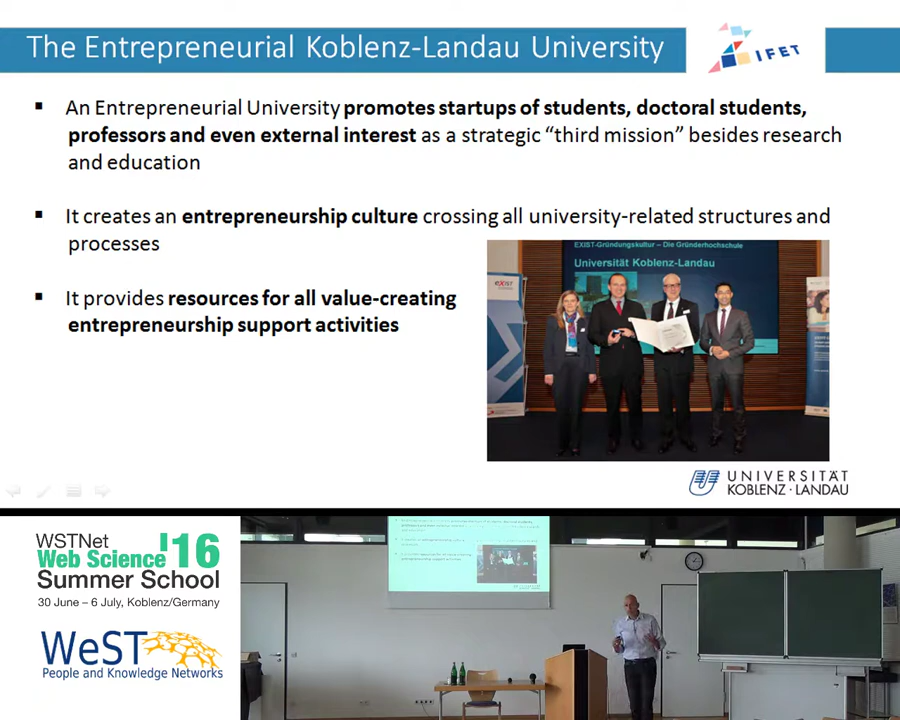 The Entrepreneurial Koblenz-Landau University
IFET
▪ An Entrepreneurial University promotes startups of students, doctoral students,
professors and even external interest as a strategic “third mission” besides research
and education
▪ It creates an entrepreneurship culture crossing all university-related structures and
processes
▪ It provides resources for all value-creating
entrepreneurship support activities
EXIST-Gründungskultur – Die Gründerhochschule
Universität Koblenz-Landau
exist
UNIVERSITÄT
KOBLENZ · LANDAU
WSTNet
Web Science '16
Summer School
30 June – 6 July, Koblenz/Germany
WeST
People and Knowledge Networks